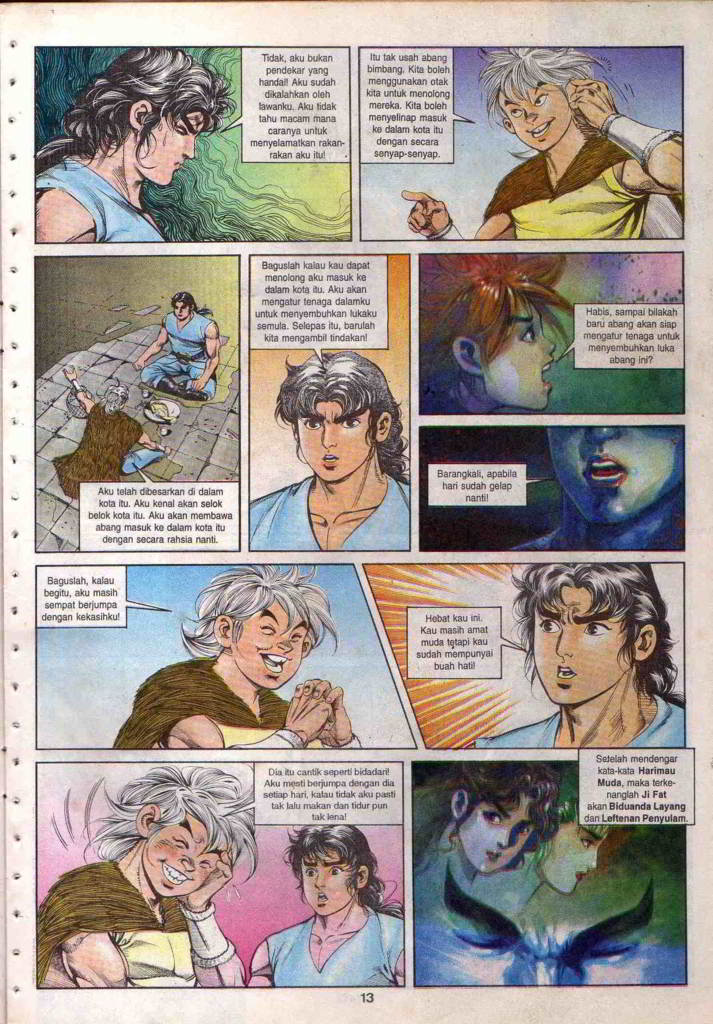 Tidak, aku bukan
pendekar yang
handal! Aku sudah
dikalahkan oleh
lawanku. Aku tidak
tahu macam mana
caranya untuk
menyelamatkan rakan-
rakan aku itu!
Itu tak usah abang
bimbang. Kita boleh
menggunakan otak
kita untuk menolong
mereka. Kita boleh
menyelinap masuk
ke dalam kota itu
dengan secara
senyap-senyap.
Aku telah dibesarkan di dalam
kota itu. Aku kenal akan selok
belok kota itu. Aku akan membawa
abang masuk ke dalam kota itu
dengan secara rahsia nanti.
Baguslah kalau kau dapat
menolong aku masuk ke
dalam kota itu. Aku akan
mengatur tenaga dalamku
untuk menyembuhkan lukaku
semula. Selepas itu, barulah
kita mengambil tindakan!
Habis, sampai bilakah
baru abang akan siap
mengatur tenaga untuk
menyembuhkan luka
abang ini?
Barangkali, apabila
hari sudah gelap
nanti!
Baguslah, kalau
begitu, aku masih
sempat berjumpa
dengan kekasihku!
Hebat kau ini.
Kau masih amat
muda tetapi kau
sudah mempunyai
buah hati!
Dia itu cantik seperti bidadari!
Aku mesti berjumpa dengan dia
setiap hari, kalau tidak aku pasti
tak lalu makan dan tidur pun
tak lena!
Setelah mendengar
kata-kata Harimau
Muda, maka terke-
nanglah Ji Fat
akan Biduanda Layang
dan Leftenan Penyulam.
13